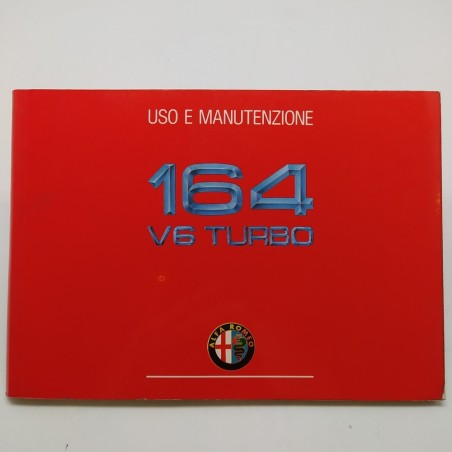 USO E MANUTENZIONE
164
V6 TURBO
ALFA ROMEO